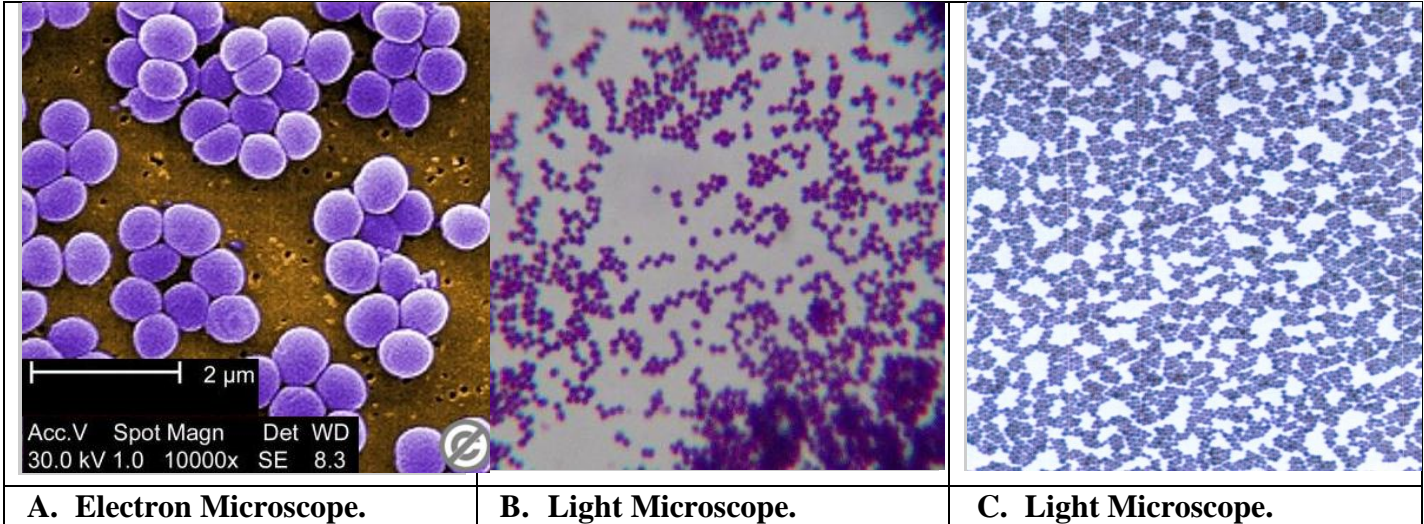 2 µm
Acc.V Spot Magn Det WD
30.0 kV 1.0 10000x SE 8.3
A. Electron Microscope.
B. Light Microscope.
C. Light Microscope.